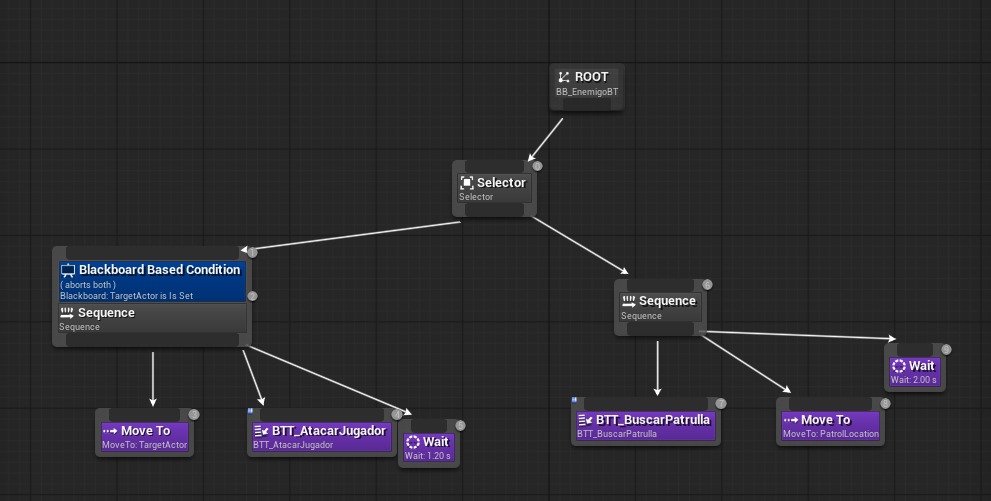 ROOT
BB_EnemigoBT
Selector
Selector
Blackboard Based Condition
( aborts both )
Blackboard: TargetActor is Is Set
Sequence
Sequence
Sequence
Sequence
Move To
MoveTo: TargetActor
BTT_AtacarJugador
BTT_AtacarJugador
Wait
Wait: 1.20 s
BTT_BuscarPatrulla
BTT_BuscarPatrulla
Move To
MoveTo: PatrolLocation
Wait
Wait: 2.00 s